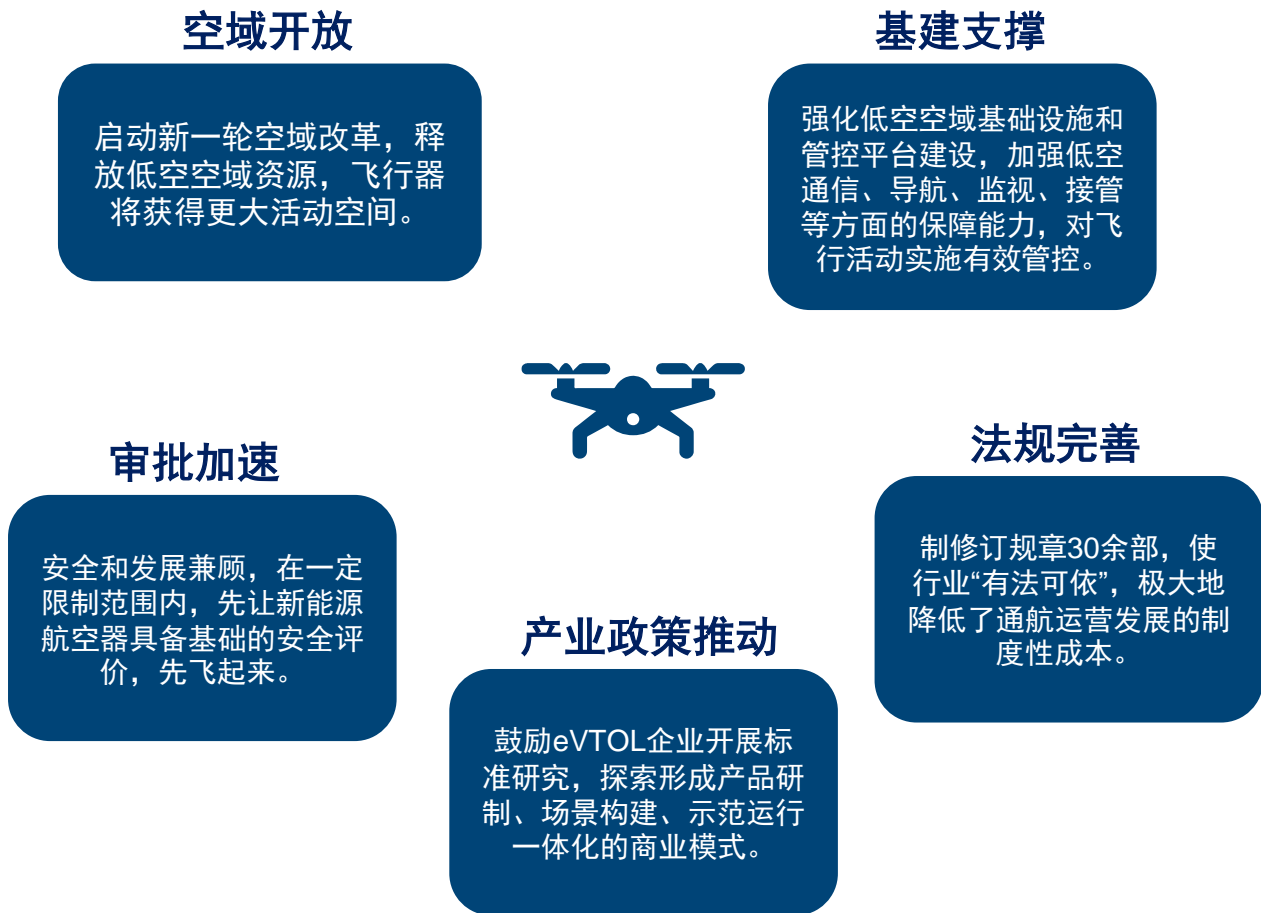 空域开放
启动新一轮空域改革，释
放低空空域资源，飞行器
将获得更大活动空间。
基建支撑
强化低空空域基础设施和
管控平台建设，加强低空
通信、导航、监视、接管
等方面的保障能力，对飞
行活动实施有效管控。
审批加速
安全和发展兼顾，在一定
限制范围内，先让新能源
航空器具备基础的安全评
价，先飞起来。
法规完善
制修订规章30余部，使
行业“有法可依”，极大地
降低了通航运营发展的制
度性成本。
产业政策推动
鼓励eVTOL企业开展标
准研究，探索形成产品研
制、场景构建、示范运行
一体化的商业模式。